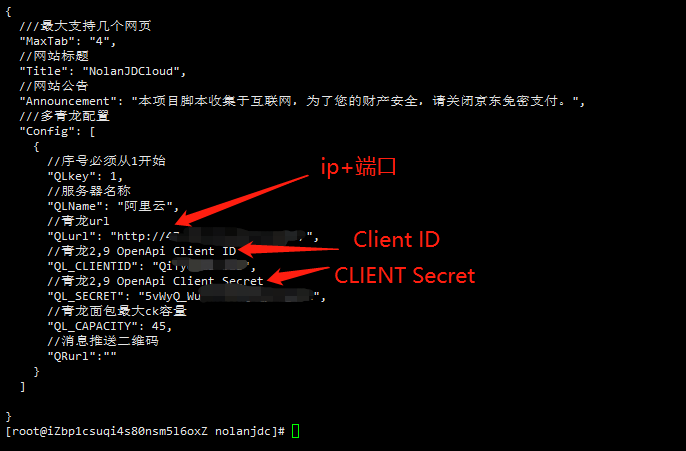 {
///最大支持几个网页
"MaxTab": "4",
//网站标题
"Title": "NolanJDCloud",
//网站公告
"Announcement": "本项目脚本收集于互联网，为了您的财产安全，请关闭京东免密支付。",
///多青龙配置
"Config": [
{
//序号必须从1开始
"QLkey": 1,
ip+端口
//服务器名称
"QLName": "阿里云",
//青龙url
"QLurl": "http://
Client ID
//青龙2,9 OpenApi Client ID
"QL_CLIENTID":
//青龙2,9 OpenApi Client Secret
CLIENT Secret
"QL_SECRET": "5vWyQ_Wu
//青龙面包最大ck容量
"QL_CAPACITY": 45,
//消息推送二维码
"QRurl":""
}
]
}
[root@iZbp1csuqi4s80nsm5l6oxZ nolanjdc]#